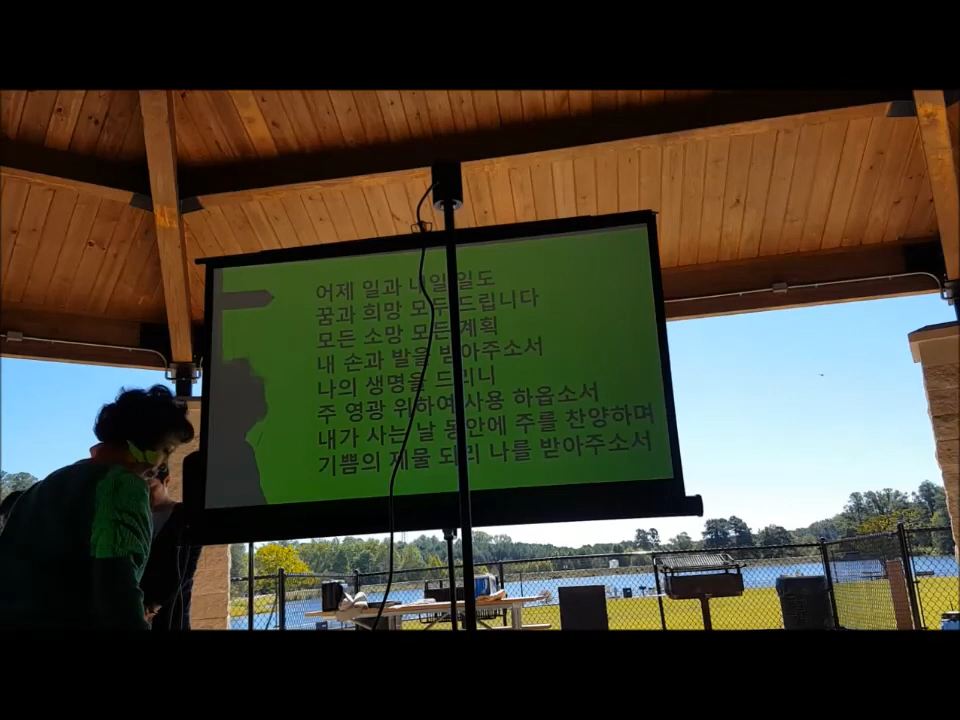 어제 일과 내일 일도
꿈과 희망 모두 드립니다
모든 소망 모든 계획
내 손과 발을 받아주소서
나의 생명을 드리니
주 영광 위하여 사용 하옵소서
내가 사는 날 동안에 주를 찬양하며
기쁨의 제물 되리 나를 받아주소서